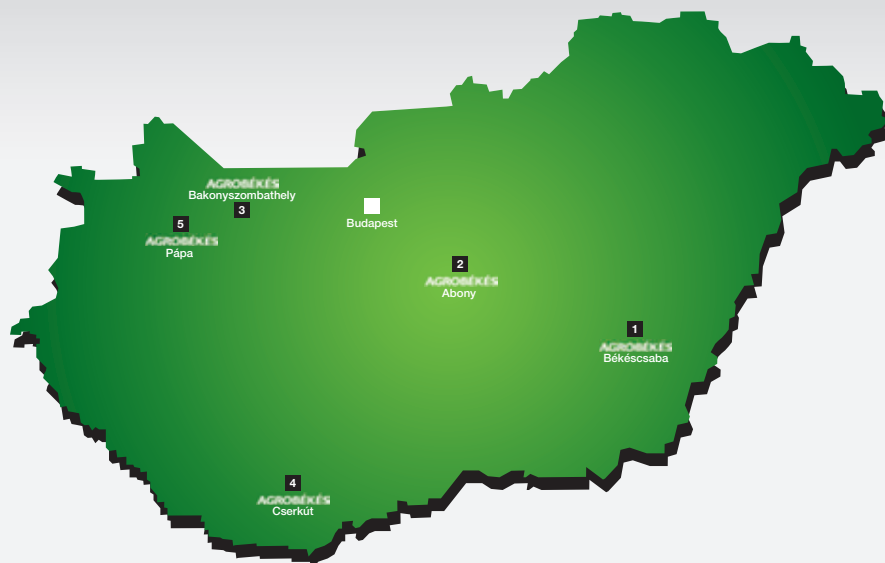 AGROBÉKÉS
Bakonyszombathely
3
Budapest
5
AGROBÉKÉS
Pápa
2
AGROBÉKÉS
Abony
1
AGROBÉKÉS
Békéscsaba
4
AGROBÉKÉS
Cserkút